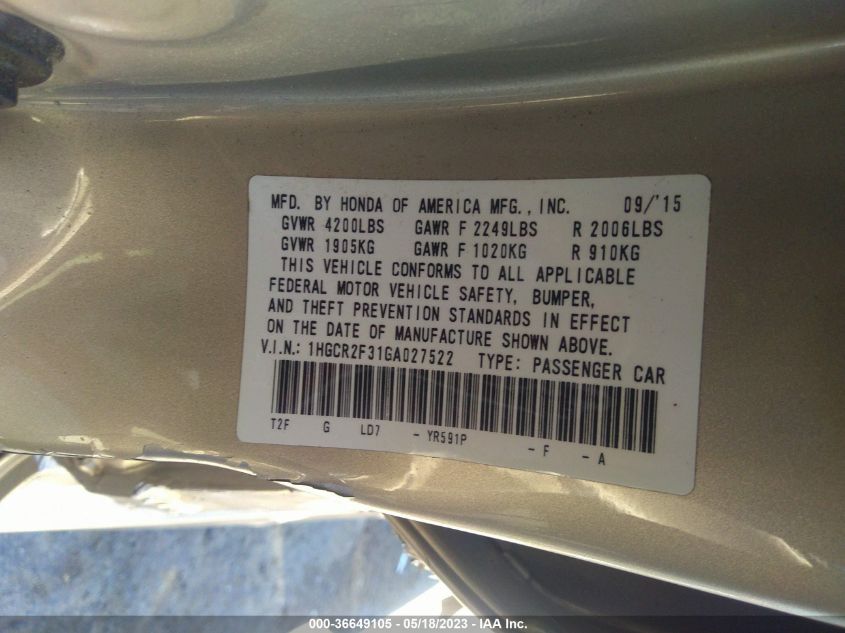 MFD. BY HONDA OF AMERICA MFG., INC. 09/'15
GVWR 4200LBS GAWR F 2249LBS R 2006LBS
GVWR 1905KG GAWR F 1020KG R 910KG
THIS VEHICLE CONFORMS TO ALL APPLICABLE
FEDERAL MOTOR VEHICLE SAFETY, BUMPER,
AND THEFT PREVENTION STANDARDS IN EFFECT
ON THE DATE OF MANUFACTURE SHOWN ABOVE.
V.I.N.: 1HGCR2F31GA027522 TYPE: PASSENGER CAR
T2F G LD7 - YR591P - F - A
000-36649105 - 05/18/2023 - IAA Inc.